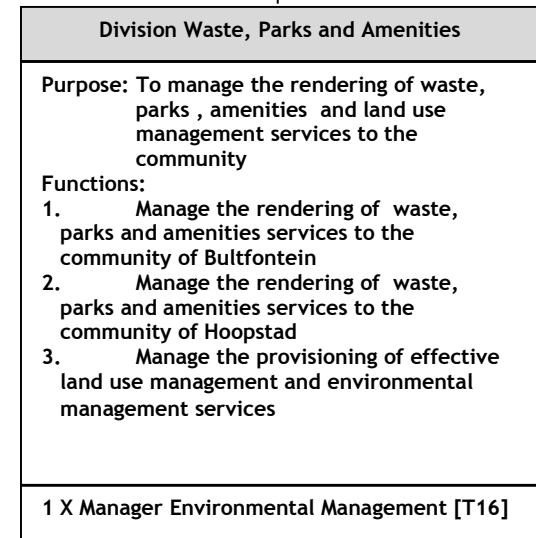 Division Waste, Parks and Amenities
Purpose: To manage the rendering of waste,
parks , amenities and land use
management services to the
community
Functions:
1. Manage the rendering of waste,
parks and amenities services to the
community of Bultfontein
2. Manage the rendering of waste,
parks and amenities services to the
community of Hoopstad
3. Manage the provisioning of effective
land use management and environmental
management services
1 X Manager Environmental Management [T16]